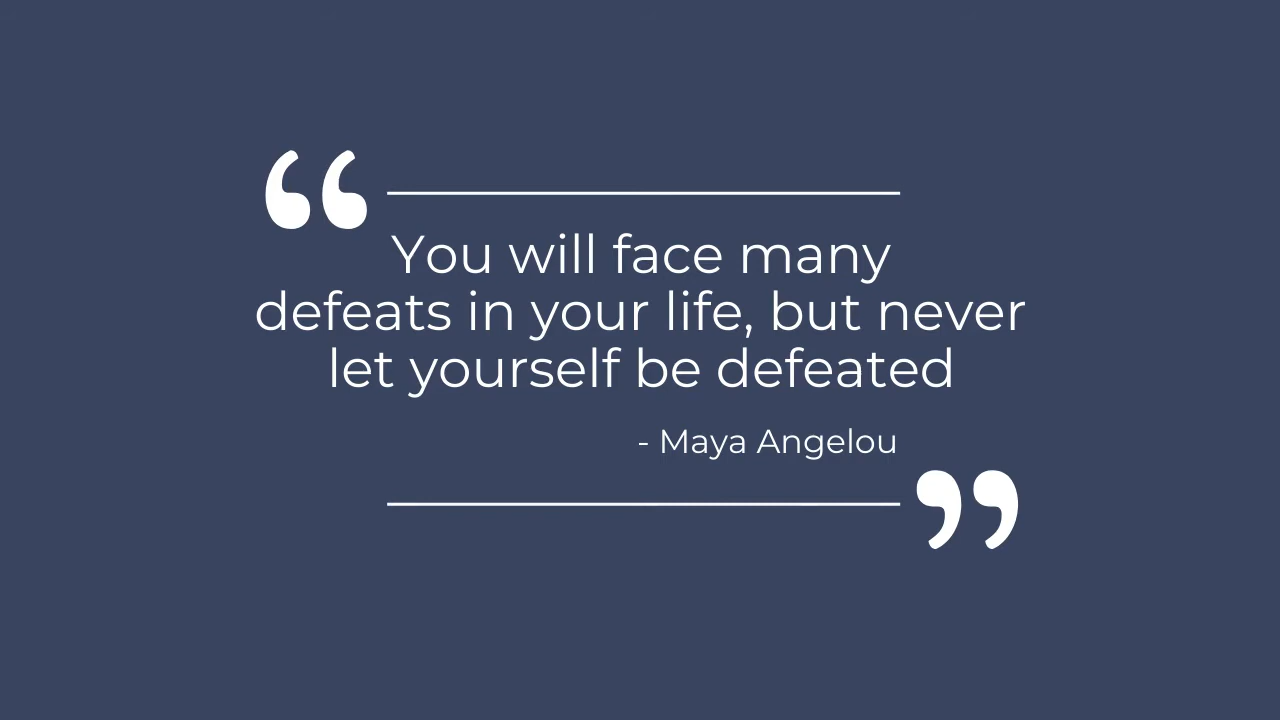 “
You will face many
defeats in your life, but never
let yourself be defeated
- Maya Angelou
”